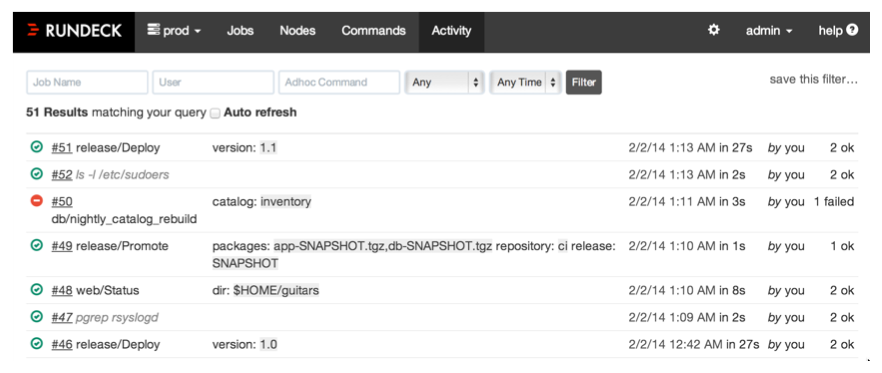 RUNDECK prod Jobs Nodes Commands Activity admin help
Job Name User Adhoc Command Any Any Time Filter save this filter...
51 Results matching your query Auto refresh
#51 release/Deploy version: 1.1 2/2/14 1:13 AM in 27s by you 2 ok
#52 ls -l /etc/sudoers 2/2/14 1:13 AM in 2s by you 2 ok
#50 catalog: inventory 2/2/14 1:11 AM in 3s by you 1 failed
db/nightly_catalog_rebuild
#49 release/Promote packages: app-SNAPSHOT.tgz,db-SNAPSHOT.tgz repository: ci release: 2/2/14 1:10 AM in 1s by you 1 ok
SNAPSHOT
#48 web/Status dir: $HOME/guitars 2/2/14 1:10 AM in 8s by you 2 ok
#47 pgrep rsyslogd 2/2/14 1:09 AM in 2s by you 2 ok
#46 release/Deploy version: 1.0 2/2/14 12:42 AM in 27s by you 2 ok